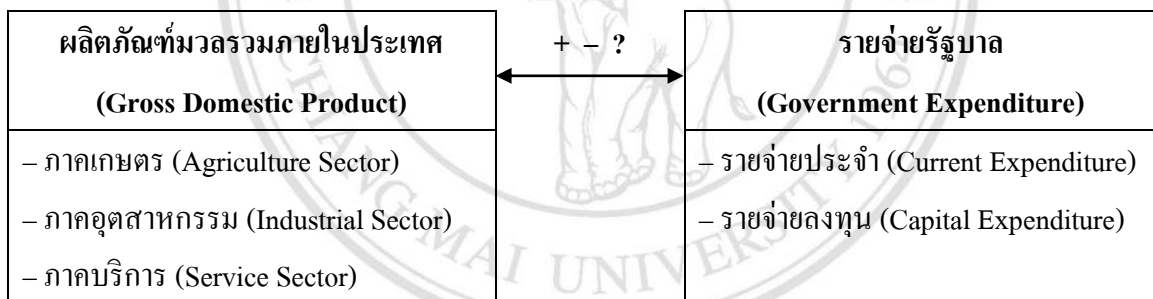 ผลิตภัณฑ์มวลรวมภายในประเทศ
(Gross Domestic Product)
– ภาคเกษตร (Agriculture Sector)
– ภาคอุตสาหกรรม (Industrial Sector)
– ภาคบริการ (Service Sector)
+ – ?
รายจ่ายรัฐบาล
(Government Expenditure)
– รายจ่ายประจำ (Current Expenditure)
– รายจ่ายลงทุน (Capital Expenditure)
CHIANG MAI UNIVERSITY 1964